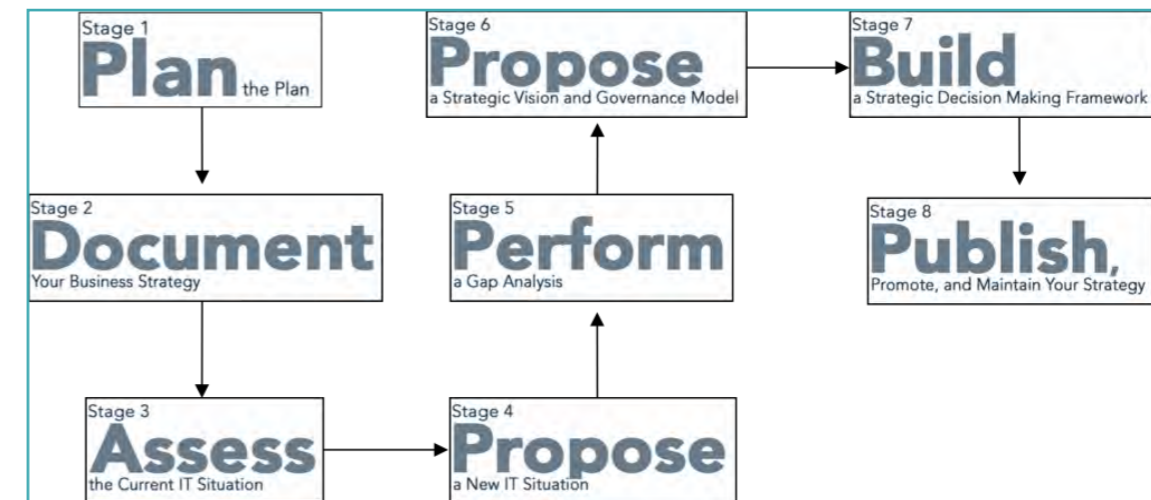 Stage 1
Plan the Plan
Stage 2
Document
Your Business Strategy
Stage 3
Assess
the Current IT Situation
Stage 4
Propose
a New IT Situation
Stage 5
Perform
a Gap Analysis
Stage 6
Propose
a Strategic Vision and Governance Model
Stage 7
Build
a Strategic Decision Making Framework
Stage 8
Publish,
Promote, and Maintain Your Strategy